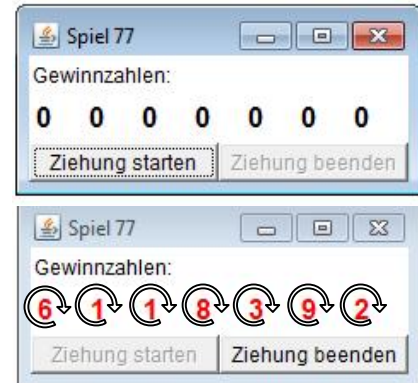 Spiel 77
Gewinnzahlen:
0 0 0 0 0 0 0
Ziehung starten Ziehung beenden
Spiel 77
Gewinnzahlen:
6 1 1 8 3 9 2
Ziehung starten Ziehung beenden